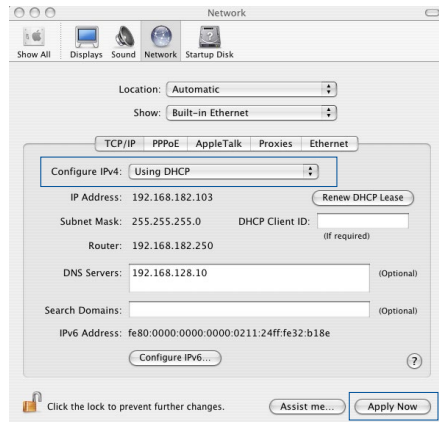 Network
Show All Displays Sound Network Startup Disk
Location: Automatic
Show: Built-in Ethernet
TCP/IP PPPoE AppleTalk Proxies Ethernet
Configure IPv4: Using DHCP
IP Address: 192.168.182.103 Renew DHCP Lease
Subnet Mask: 255.255.255.0 DHCP Client ID:
(If required)
Router: 192.168.182.250
DNS Servers: 192.168.128.10 (Optional)
Search Domains: (Optional)
IPv6 Address: fe80:0000:0000:0000:0211:24ff:fe32:b18e
Configure IPv6... ?
Click the lock to prevent further changes. Assist me... Apply Now